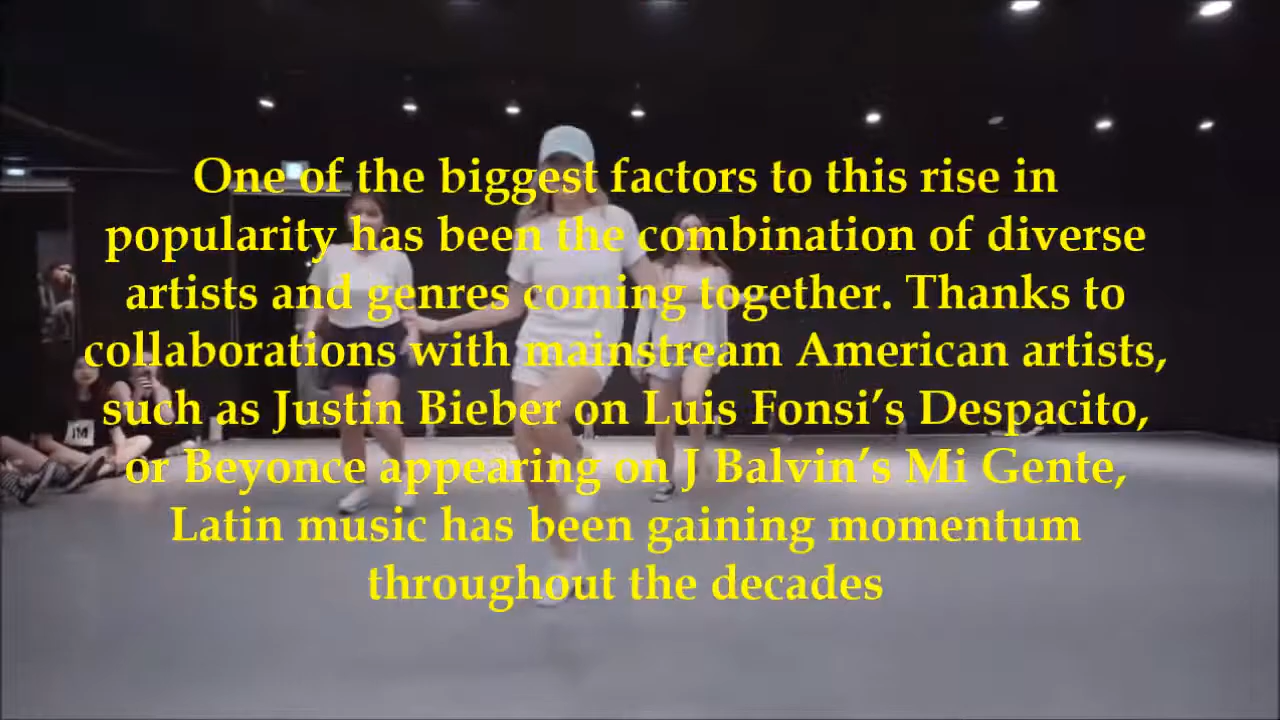 One of the biggest factors to this rise in
popularity has been the combination of diverse
artists and genres coming together. Thanks to
collaborations with mainstream American artists,
such as Justin Bieber on Luis Fonsi’s Despacito,
or Beyonce appearing on J Balvin’s Mi Gente,
Latin music has been gaining momentum
throughout the decades
JM